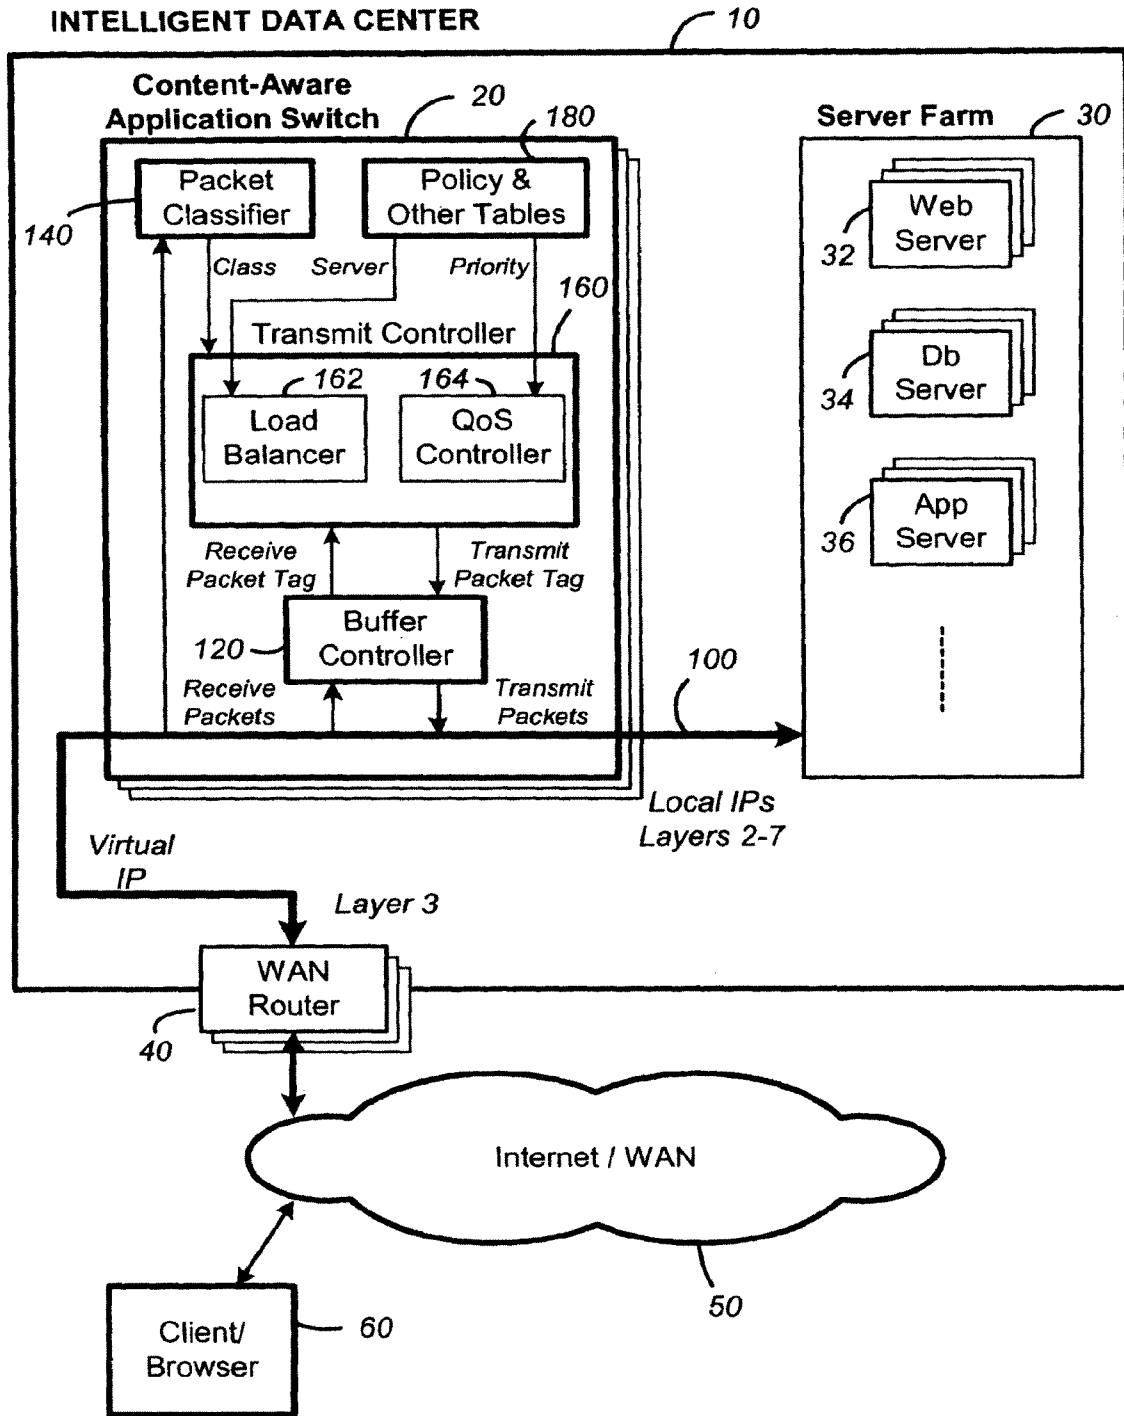 INTELLIGENT DATA CENTER
10
Content-Aware
Application Switch
20
180
Server Farm
30
Packet
Classifier
140
Policy &
Other Tables
Class
Server
Priority
160
Transmit Controller
162
Load
Balancer
164
QoS
Controller
Receive
Packet Tag
Transmit
Packet Tag
Buffer
Controller
120
Receive
Packets
Transmit
Packets
100
Web
Server
32
Db
Server
34
App
Server
36
Local IPs
Layers 2-7
Virtual
IP
Layer 3
WAN
Router
40
Internet / WAN
50
Client/
Browser
60